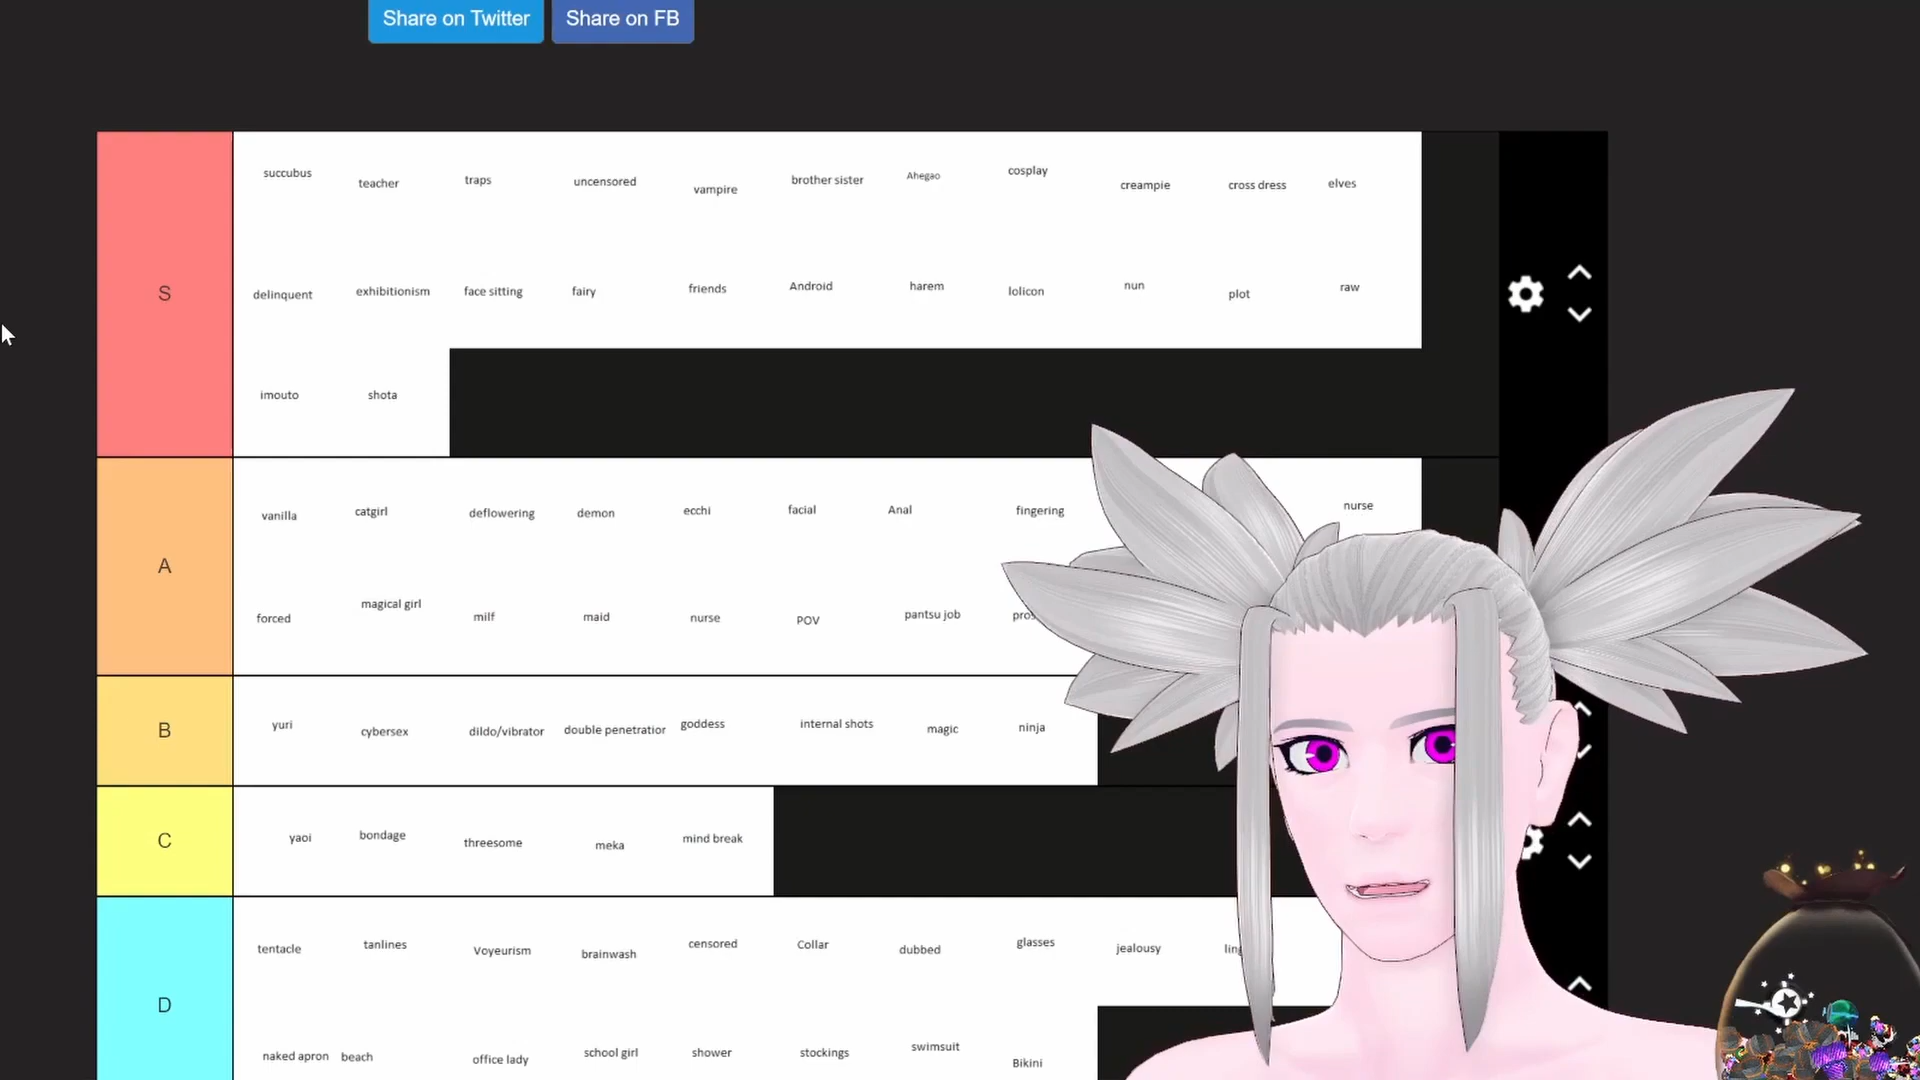 Share on Twitter Share on FB
S
succubus teacher traps uncensored vampire brother sister Ahegao cosplay creampie cross dress elves
delinquent exhibitionism face sitting fairy friends Android harem lolicon nun plot raw
imouto shota
A
vanilla catgirl deflowering demon ecchi facial Anal fingering nurse
forced magical girl milf maid nurse POV pantsu job
B
yuri cybersex dildo/vibrator double penetration goddess internal shots magic ninja
C
yaoi bondage threesome meka mind break
D
tentacle tanlines Voyeurism brainwash censored Collar dubbed glasses jealousy
naked apron beach office lady school girl shower stockings swimsuit Bikini